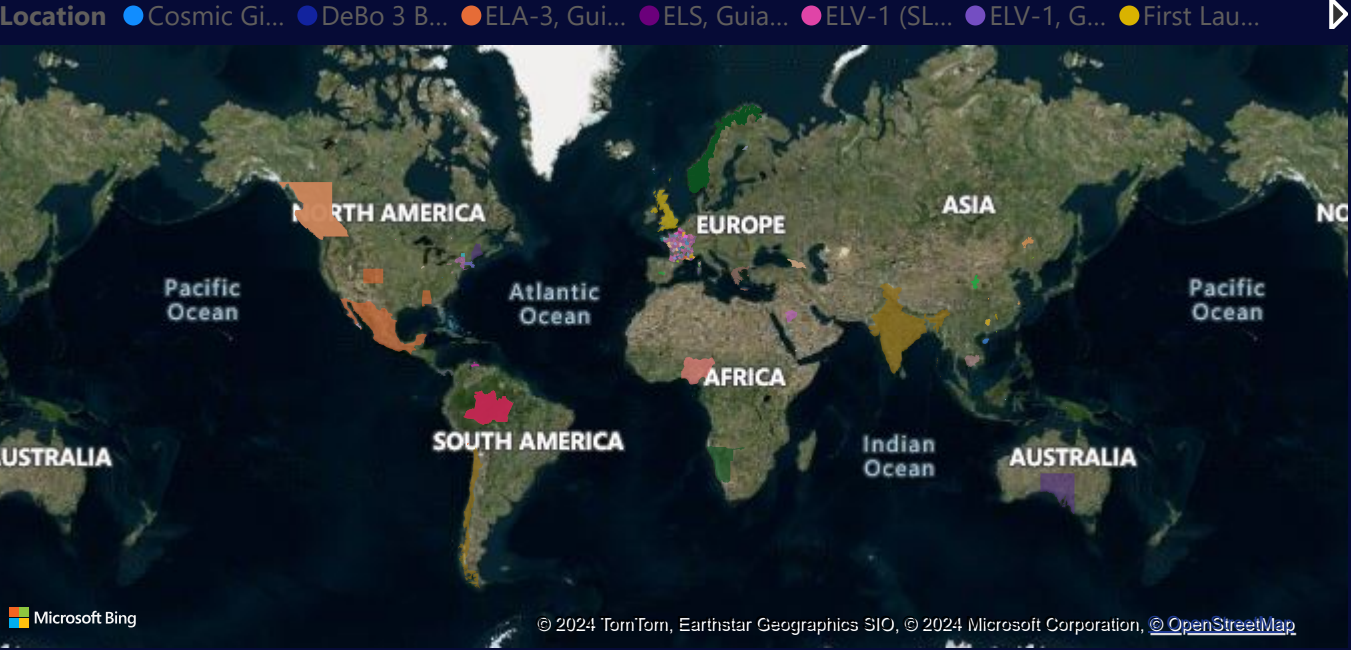 Location Cosmic Gi... DeBo 3 B... ELA-3, Gui... ELS, Guia... ELV-1 (SL... ELV-1, G... First Lau...
NORTH AMERICA
EUROPE
ASIA
NO
Pacific
Ocean
Atlantic
Ocean
Pacific
Ocean
AFRICA
SOUTH AMERICA
Indian
Ocean
AUSTRALIA
USTRALIA
Microsoft Bing
© 2024 TomTom, Earthstar Geographics SIO, © 2024 Microsoft Corporation, © OpenStreetMap